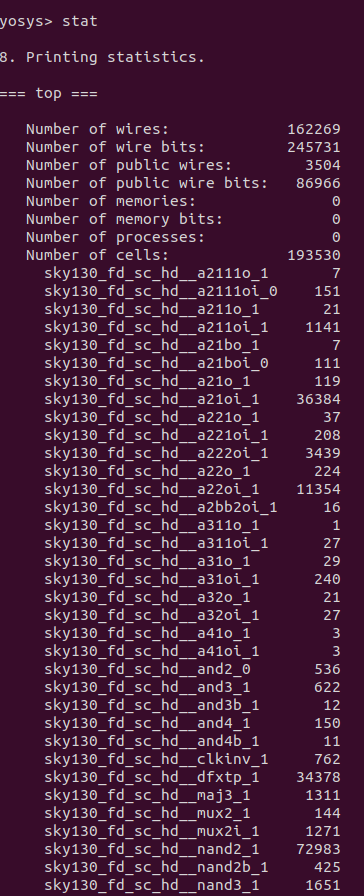 yosys> stat
8. Printing statistics.
=== top ===
Number of wires: 162269
Number of wire bits: 245731
Number of public wires: 3504
Number of public wire bits: 86966
Number of memories: 0
Number of memory bits: 0
Number of processes: 0
Number of cells: 193530
sky130_fd_sc_hd__a2111o_1 7
sky130_fd_sc_hd__a2111oi_0 151
sky130_fd_sc_hd__a211o_1 21
sky130_fd_sc_hd__a211oi_1 1141
sky130_fd_sc_hd__a21bo_1 7
sky130_fd_sc_hd__a21boi_0 111
sky130_fd_sc_hd__a21o_1 119
sky130_fd_sc_hd__a21oi_1 36384
sky130_fd_sc_hd__a221o_1 37
sky130_fd_sc_hd__a221oi_1 208
sky130_fd_sc_hd__a222oi_1 3439
sky130_fd_sc_hd__a22o_1 224
sky130_fd_sc_hd__a22oi_1 11354
sky130_fd_sc_hd__a2bb2oi_1 16
sky130_fd_sc_hd__a311o_1 1
sky130_fd_sc_hd__a311oi_1 27
sky130_fd_sc_hd__a31o_1 29
sky130_fd_sc_hd__a31oi_1 240
sky130_fd_sc_hd__a32o_1 21
sky130_fd_sc_hd__a32oi_1 27
sky130_fd_sc_hd__a41o_1 3
sky130_fd_sc_hd__a41oi_1 3
sky130_fd_sc_hd__and2_0 536
sky130_fd_sc_hd__and3_1 622
sky130_fd_sc_hd__and3b_1 12
sky130_fd_sc_hd__and4_1 150
sky130_fd_sc_hd__and4b_1 11
sky130_fd_sc_hd__clkinv_1 762
sky130_fd_sc_hd__dfxtp_1 34378
sky130_fd_sc_hd__maj3_1 1311
sky130_fd_sc_hd__mux2_1 144
sky130_fd_sc_hd__mux2i_1 1271
sky130_fd_sc_hd__nand2_1 72983
sky130_fd_sc_hd__nand2b_1 425
sky130_fd_sc_hd__nand3_1 1651